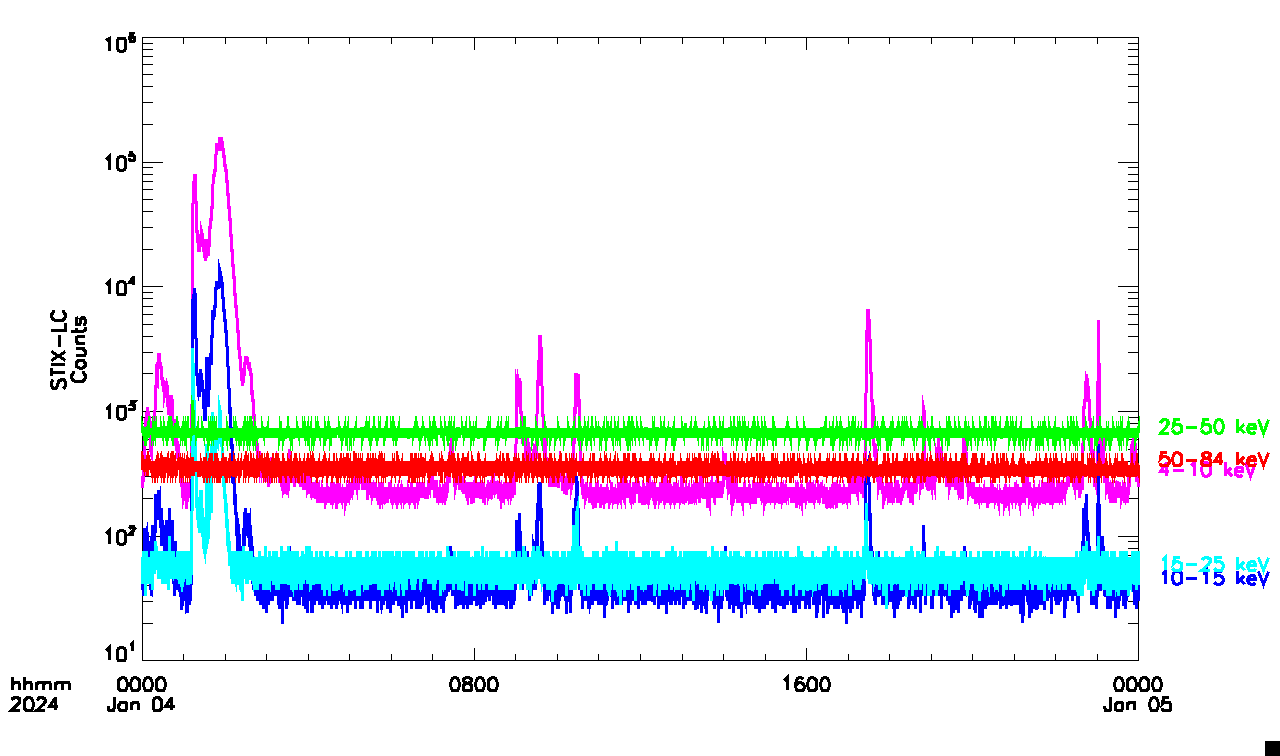 10^6
10^5
10^4
10^3
10^2
10^1
STIX-LC
Counts
25-50 keV
50-84 keV
4-10 keV
15-25 keV
10-15 keV
hhmm 0000 0800 1600 0000
2024 Jan 04 Jan 05